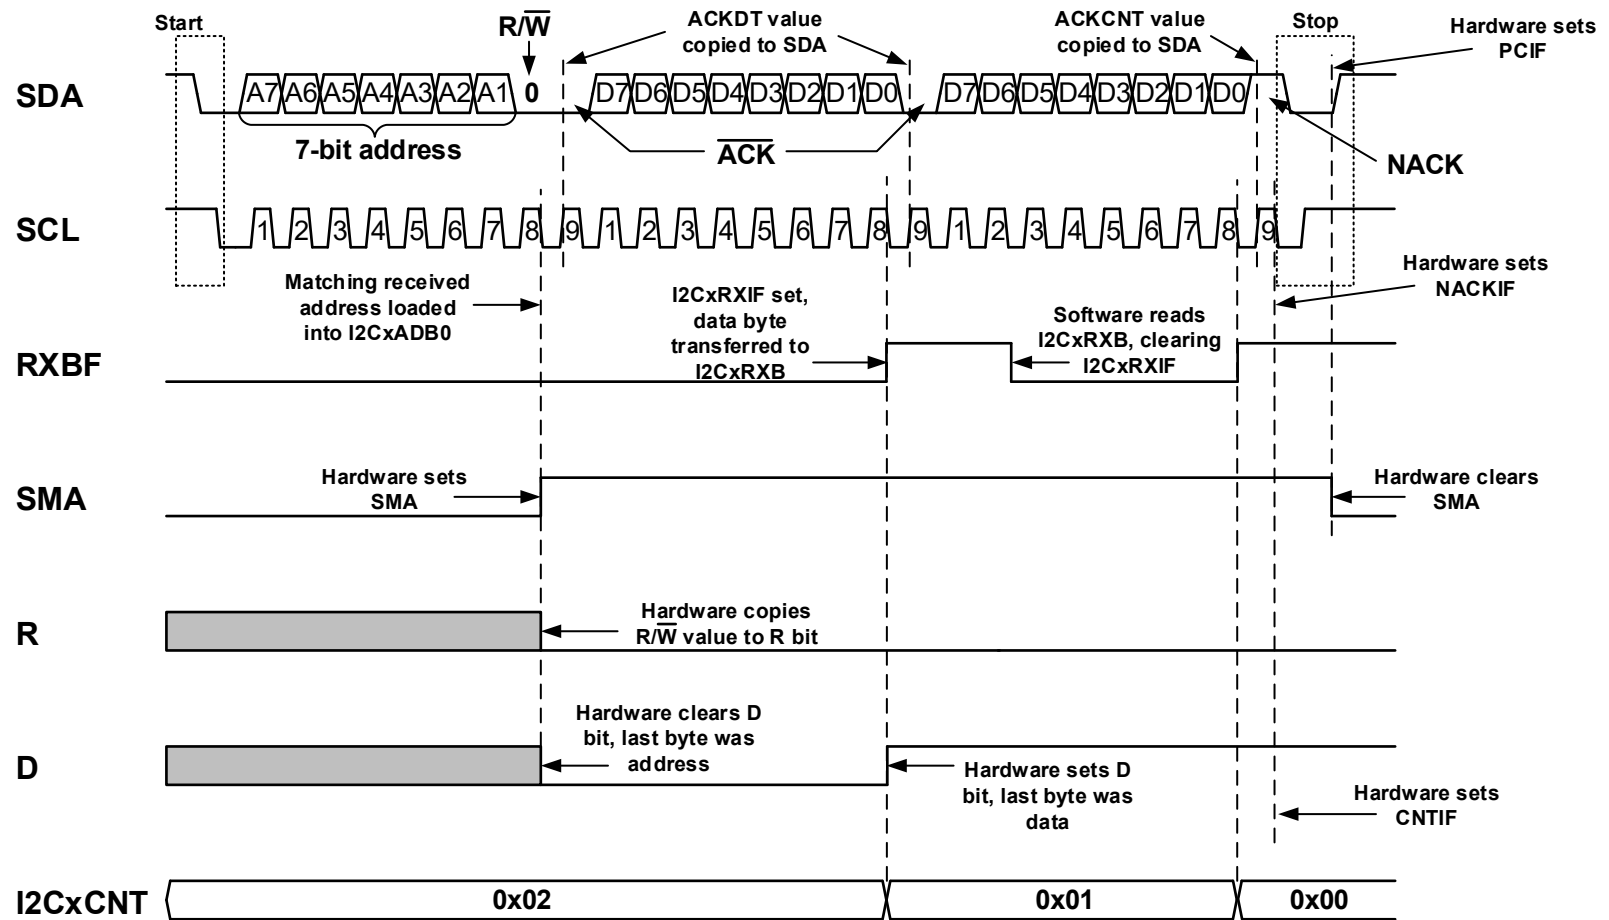 Start
R/W
ACKDT value
copied to SDA
ACKCNT value
copied to SDA
Stop
Hardware sets
PCIF
SDA
A7 A6 A5 A4 A3 A2 A1 0
D7 D6 D5 D4 D3 D2 D1 D0
D7 D6 D5 D4 D3 D2 D1 D0
7-bit address
ACK
NACK
SCL
1 2 3 4 5 6 7 8 9 1 2 3 4 5 6 7 8 9 1 2 3 4 5 6 7 8 9
Matching received
address loaded
into I2CxADB0
I2CxRXIF set,
data byte
transferred to
I2CxRXB
Software reads
I2CxRXB, clearing
I2CxRXIF
Hardware sets
NACKIF
RXBF
SMA
Hardware sets
SMA
Hardware clears
SMA
R
Hardware copies
R/W value to R bit
D
Hardware clears D
bit, last byte was
address
Hardware sets D
bit, last byte was
data
Hardware sets
CNTIF
I2CxCNT
0x02
0x01
0x00